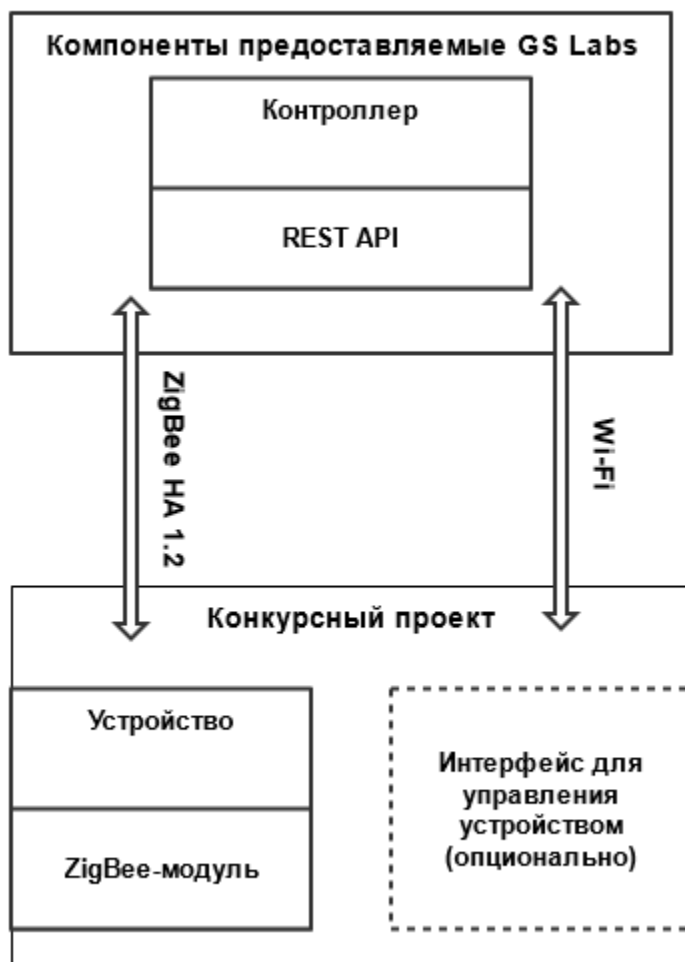 Компоненты предоставляемые GS Labs
Контроллер
REST API
ZigBee HA 1.2
Wi-Fi
Конкурсный проект
Устройство
ZigBee-модуль
Интерфейс для
управления
устройством
(опционально)